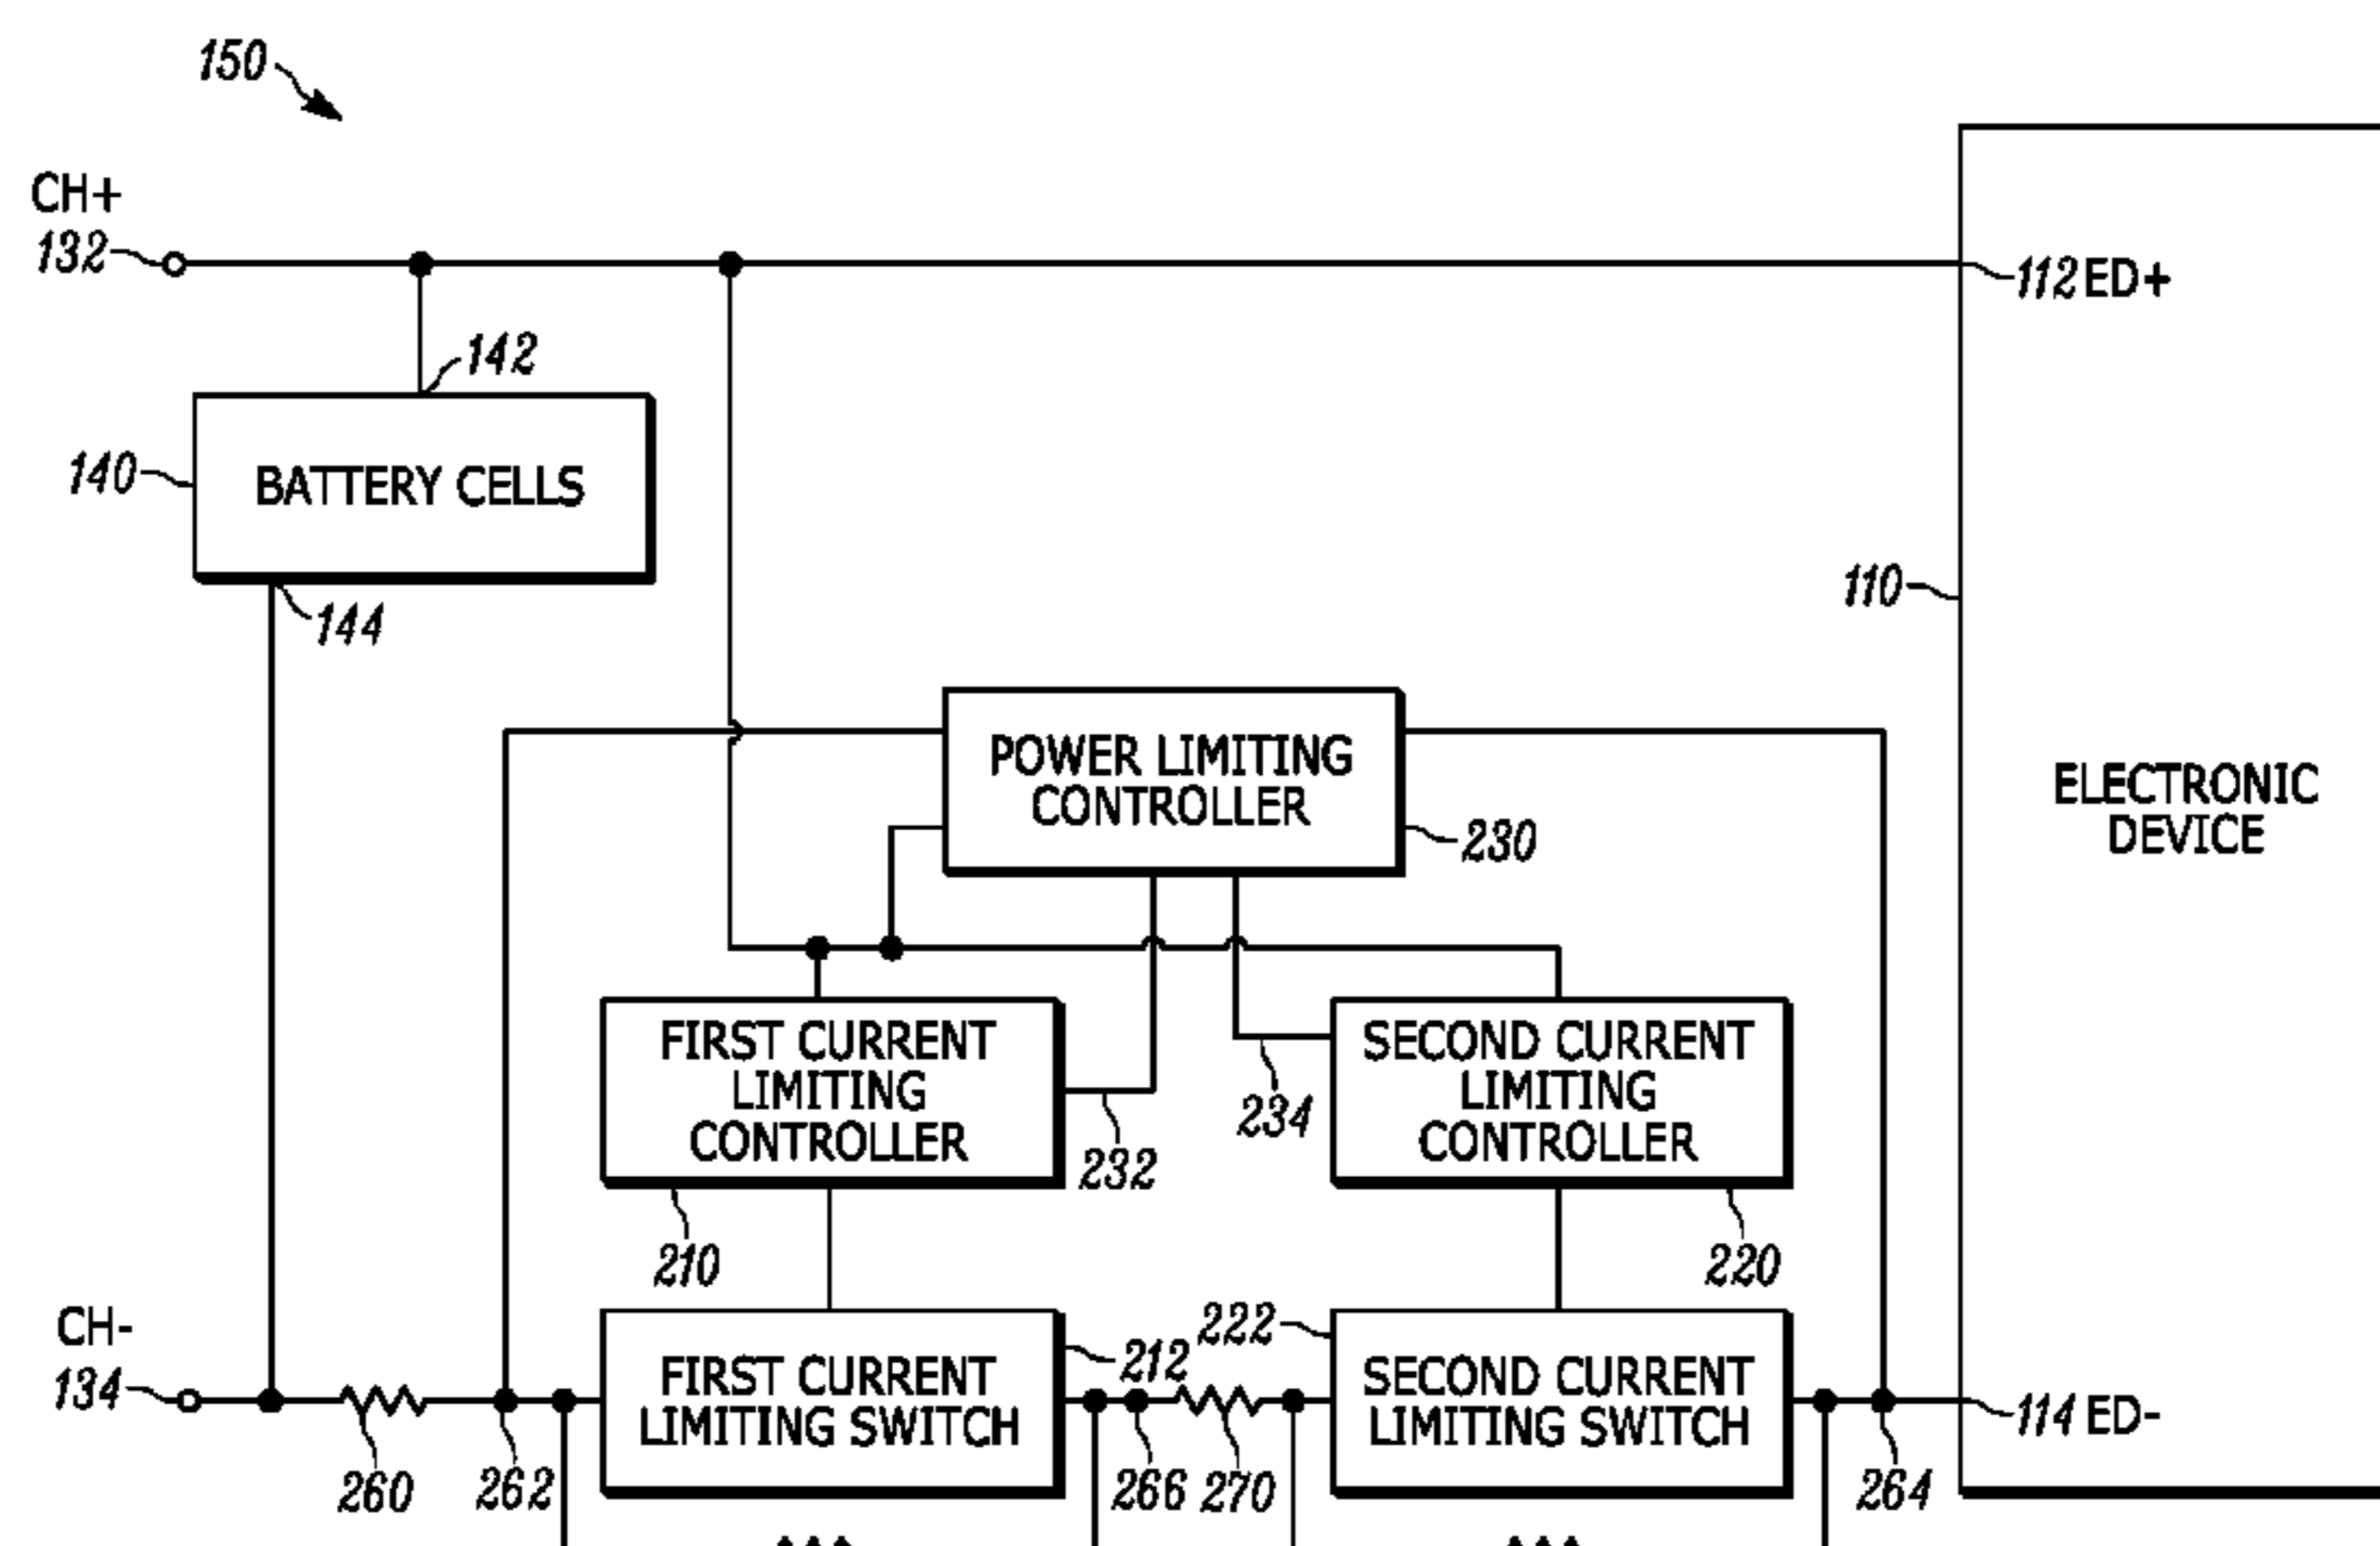 150
CH+
132
112 ED+
142
140
BATTERY CELLS
144
110
POWER LIMITING
CONTROLLER
230
ELECTRONIC
DEVICE
FIRST CURRENT
LIMITING
CONTROLLER
232
234
SECOND CURRENT
LIMITING
CONTROLLER
210
220
CH-
134
FIRST CURRENT
LIMITING SWITCH
212
222
SECOND CURRENT
LIMITING SWITCH
114 ED-
260
262
266
270
264